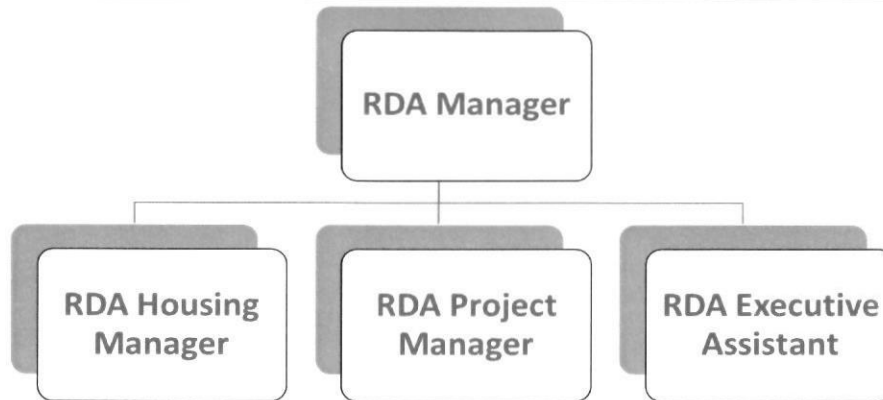 RDA Manager
RDA Housing
Manager
RDA Project
Manager
RDA Executive
Assistant